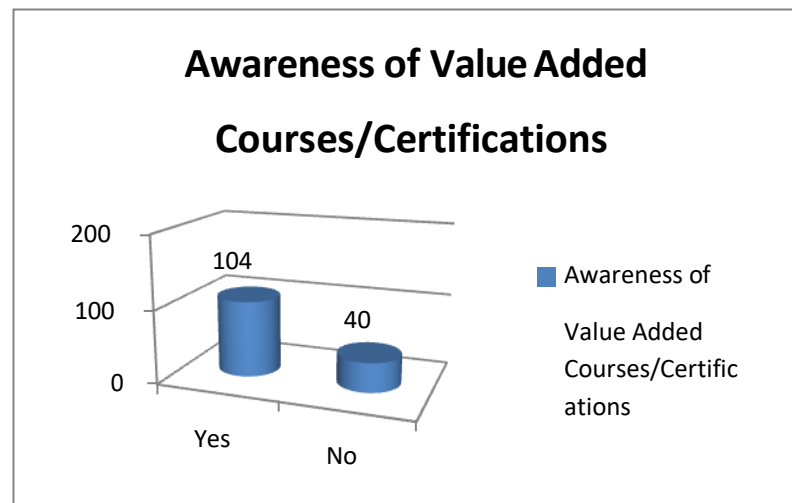 Awareness of Value Added
Courses/Certifications
200
100
0
104
40
Yes
No
Awareness of
Value Added
Courses/Certific
ations